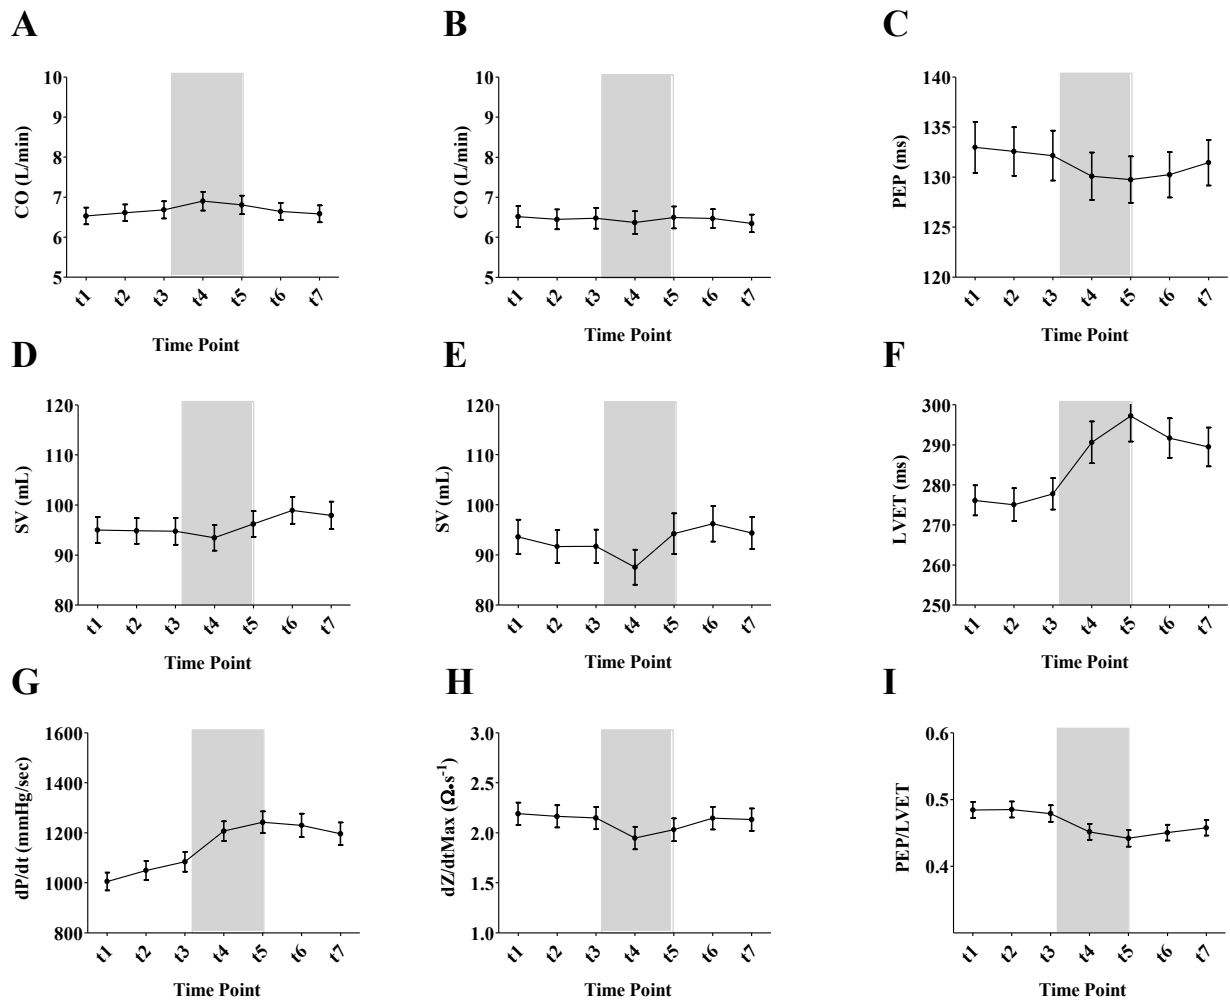 A
CO (L/min)
10
9
8
7
6
5
t1 t2 t3 t4 t5 t6 t7
Time Point
B
CO (L/min)
10
9
8
7
6
5
t1 t2 t3 t4 t5 t6 t7
Time Point
C
PEP (ms)
140
135
130
125
120
t1 t2 t3 t4 t5 t6 t7
Time Point
D
SV (mL)
120
110
100
90
80
t1 t2 t3 t4 t5 t6 t7
Time Point
E
SV (mL)
120
110
100
90
80
t1 t2 t3 t4 t5 t6 t7
Time Point
F
LVET (ms)
300
290
280
270
260
250
t1 t2 t3 t4 t5 t6 t7
Time Point
G
dP/dt (mmHg/sec)
1600
1400
1200
1000
800
t1 t2 t3 t4 t5 t6 t7
Time Point
H
dZ/dtMax (Ω•s⁻¹)
3.0
2.5
2.0
1.5
1.0
t1 t2 t3 t4 t5 t6 t7
Time Point
I
PEP/LVET
0.6
0.5
0.4
t1 t2 t3 t4 t5 t6 t7
Time Point